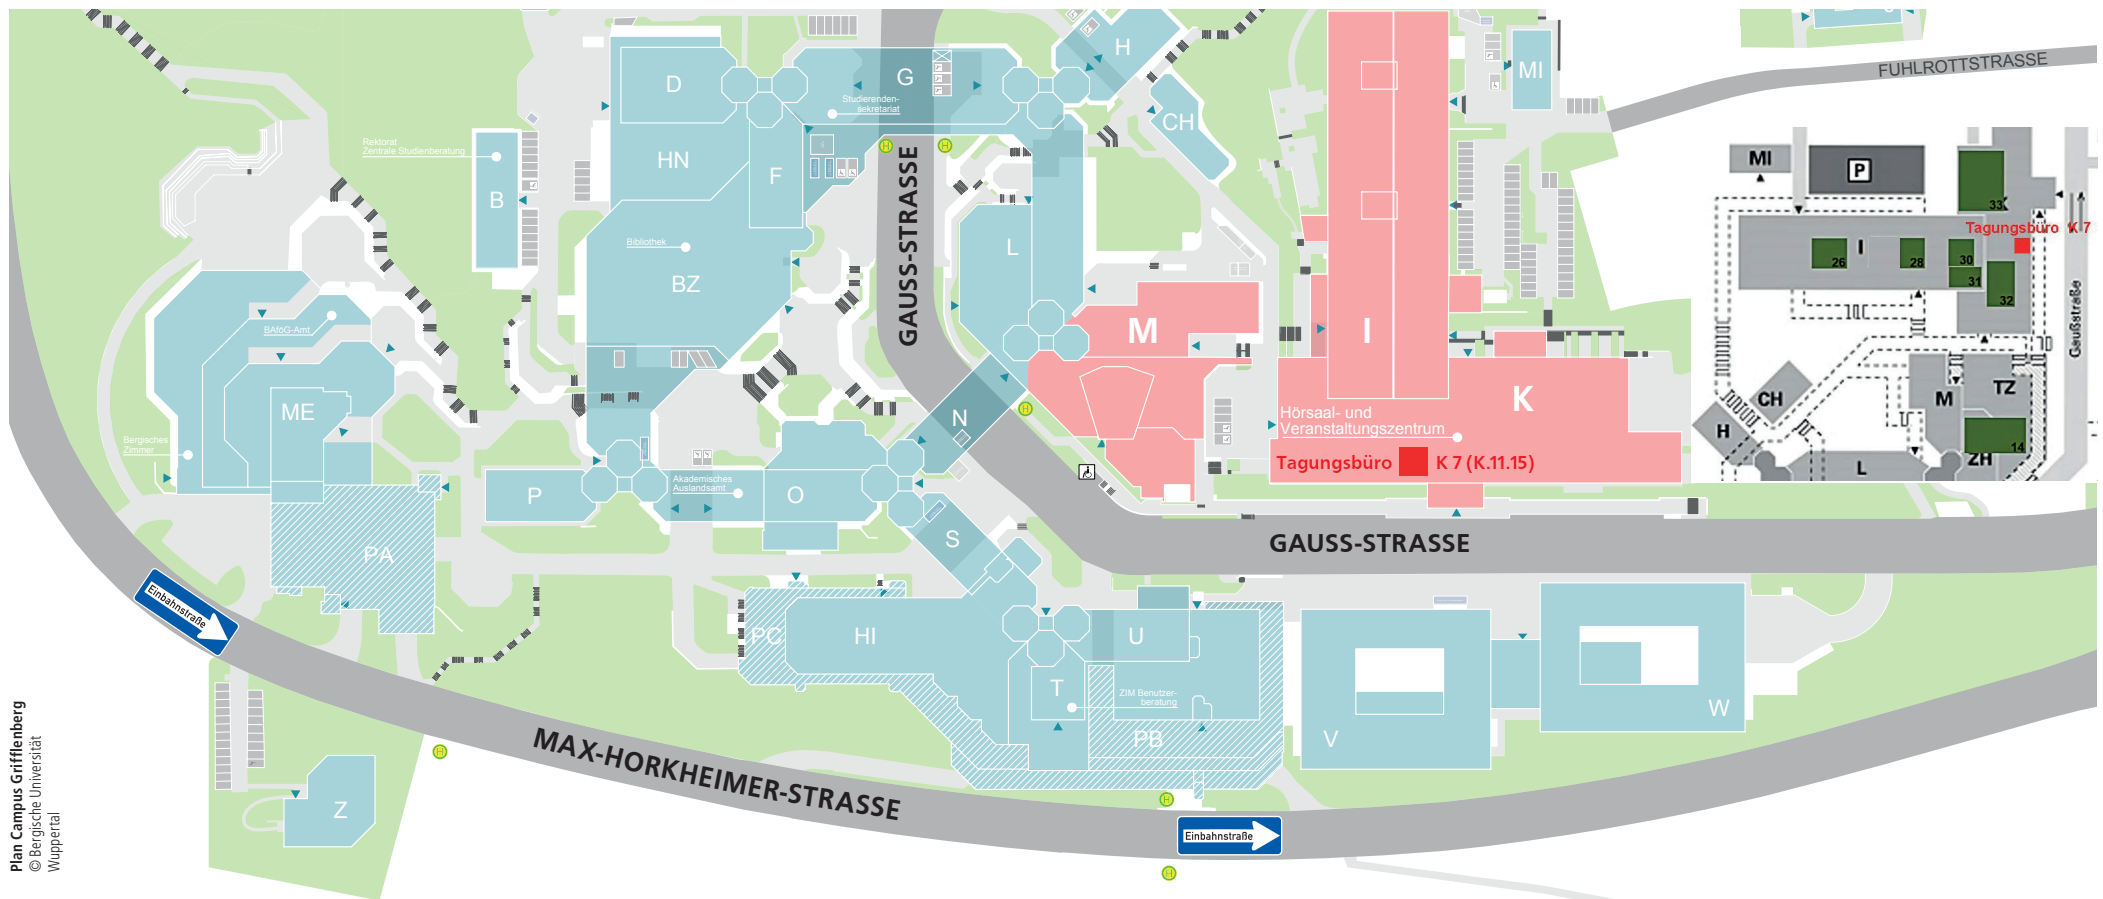 H
D
G
MI
FUHLROTTSTRASSE
Studierenden-
sekretariat
CH
Rektorat
Zentrale Studienberatung
HN
F
B
H
H
GAUSS-STRASSE
L
Bibliothek
BZ
BAföG-Amt
M
I
K
ME
Hörsaal- und
Veranstaltungszentrum
Tagungsbüro K 7 (K.11.15)
Bergisches
Zimmer
N
H
P
Akademisches
Auslandsamt
O
S
GAUSS-STRASSE
PA
Einbahnstraße
PC
HI
U
T
ZIM Benutzer-
beratung
PB
V
W
MAX-HORKHEIMER-STRASSE
H
H
Einbahnstraße
H
Z
Plan Campus Grifflenberg
© Bergische Universität
Wuppertal
MI
P
33
K
Tagungsbüro K 7
26
I
28
30
31
32
Gaußstraße
CH
H
M
TZ
14
L
ZH